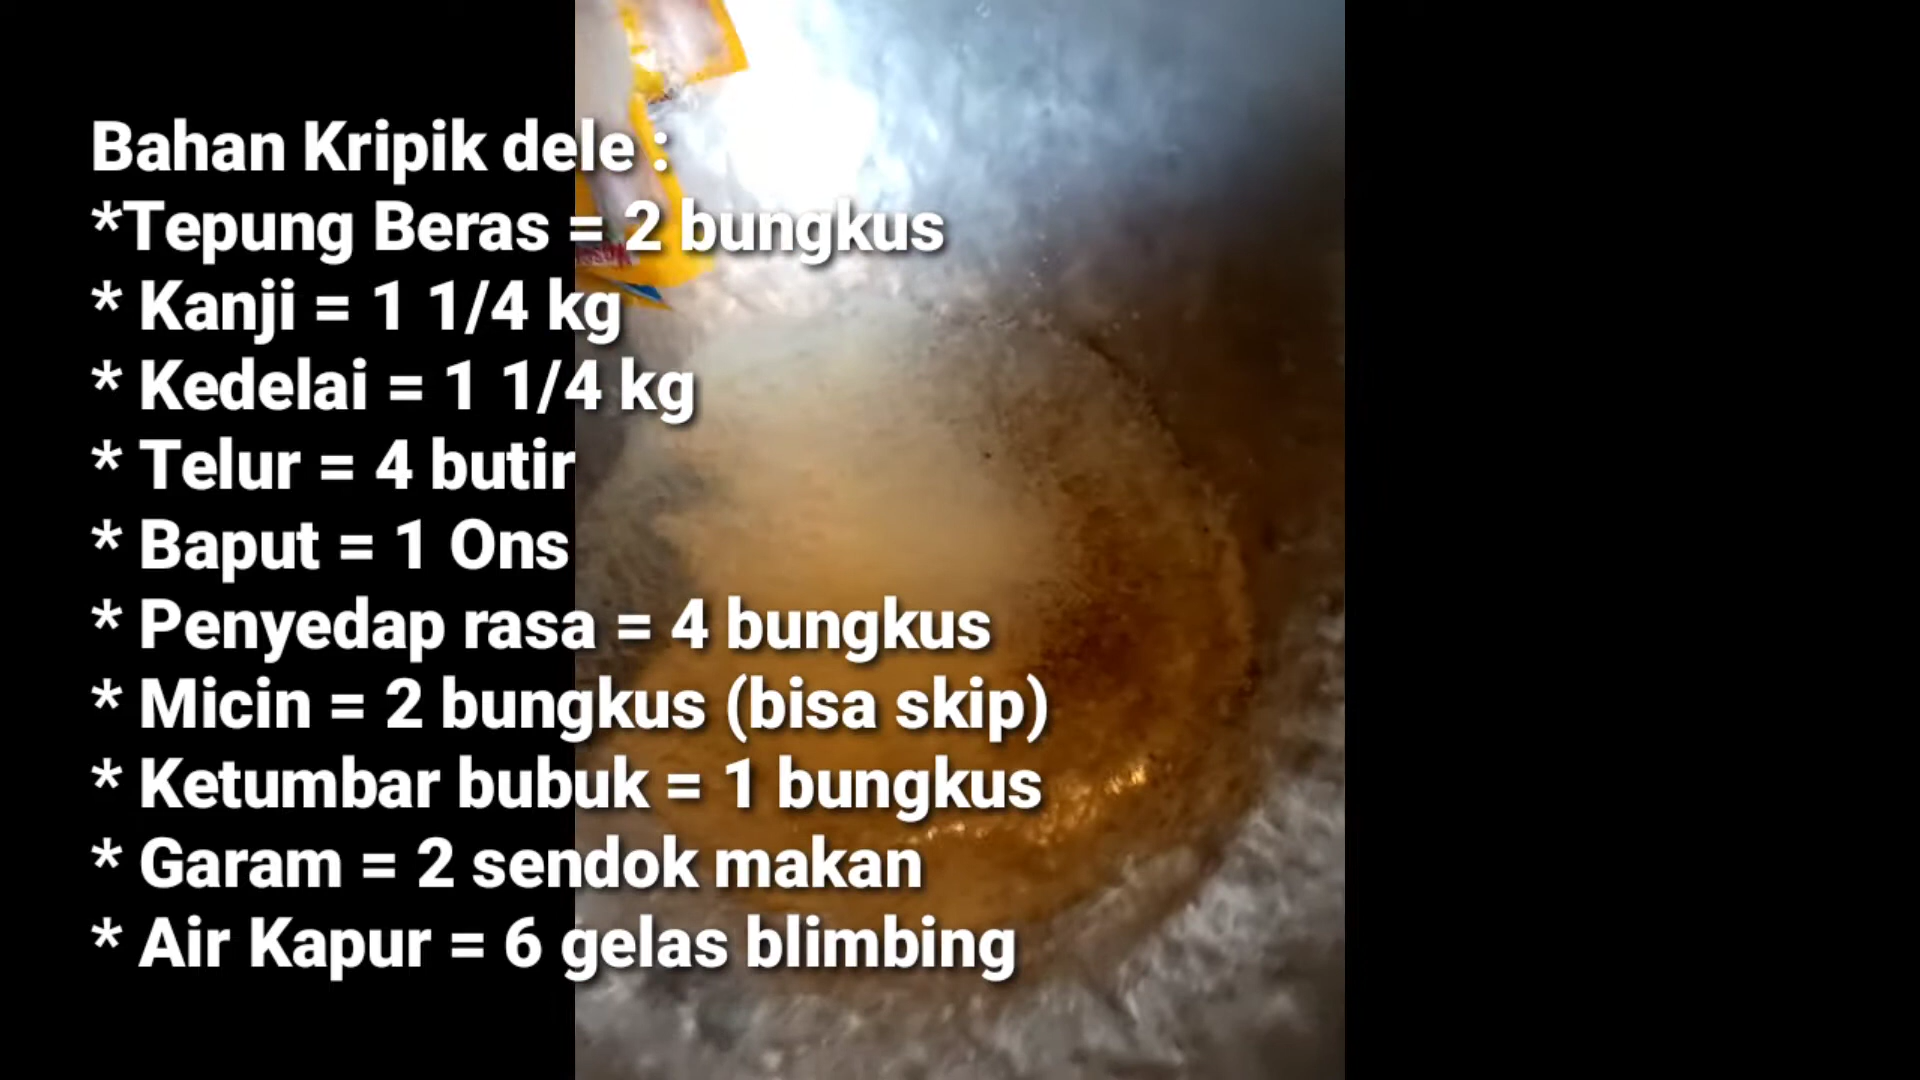 Bahan Kripik dele :
*Tepung Beras = 2 bungkus
* Kanji = 1 1/4 kg
* Kedelai = 1 1/4 kg
* Telur = 4 butir
* Baput = 1 Ons
* Penyedap rasa = 4 bungkus
* Micin = 2 bungkus (bisa skip)
* Ketumbar bubuk = 1 bungkus
* Garam = 2 sendok makan
* Air Kapur = 6 gelas blimbing